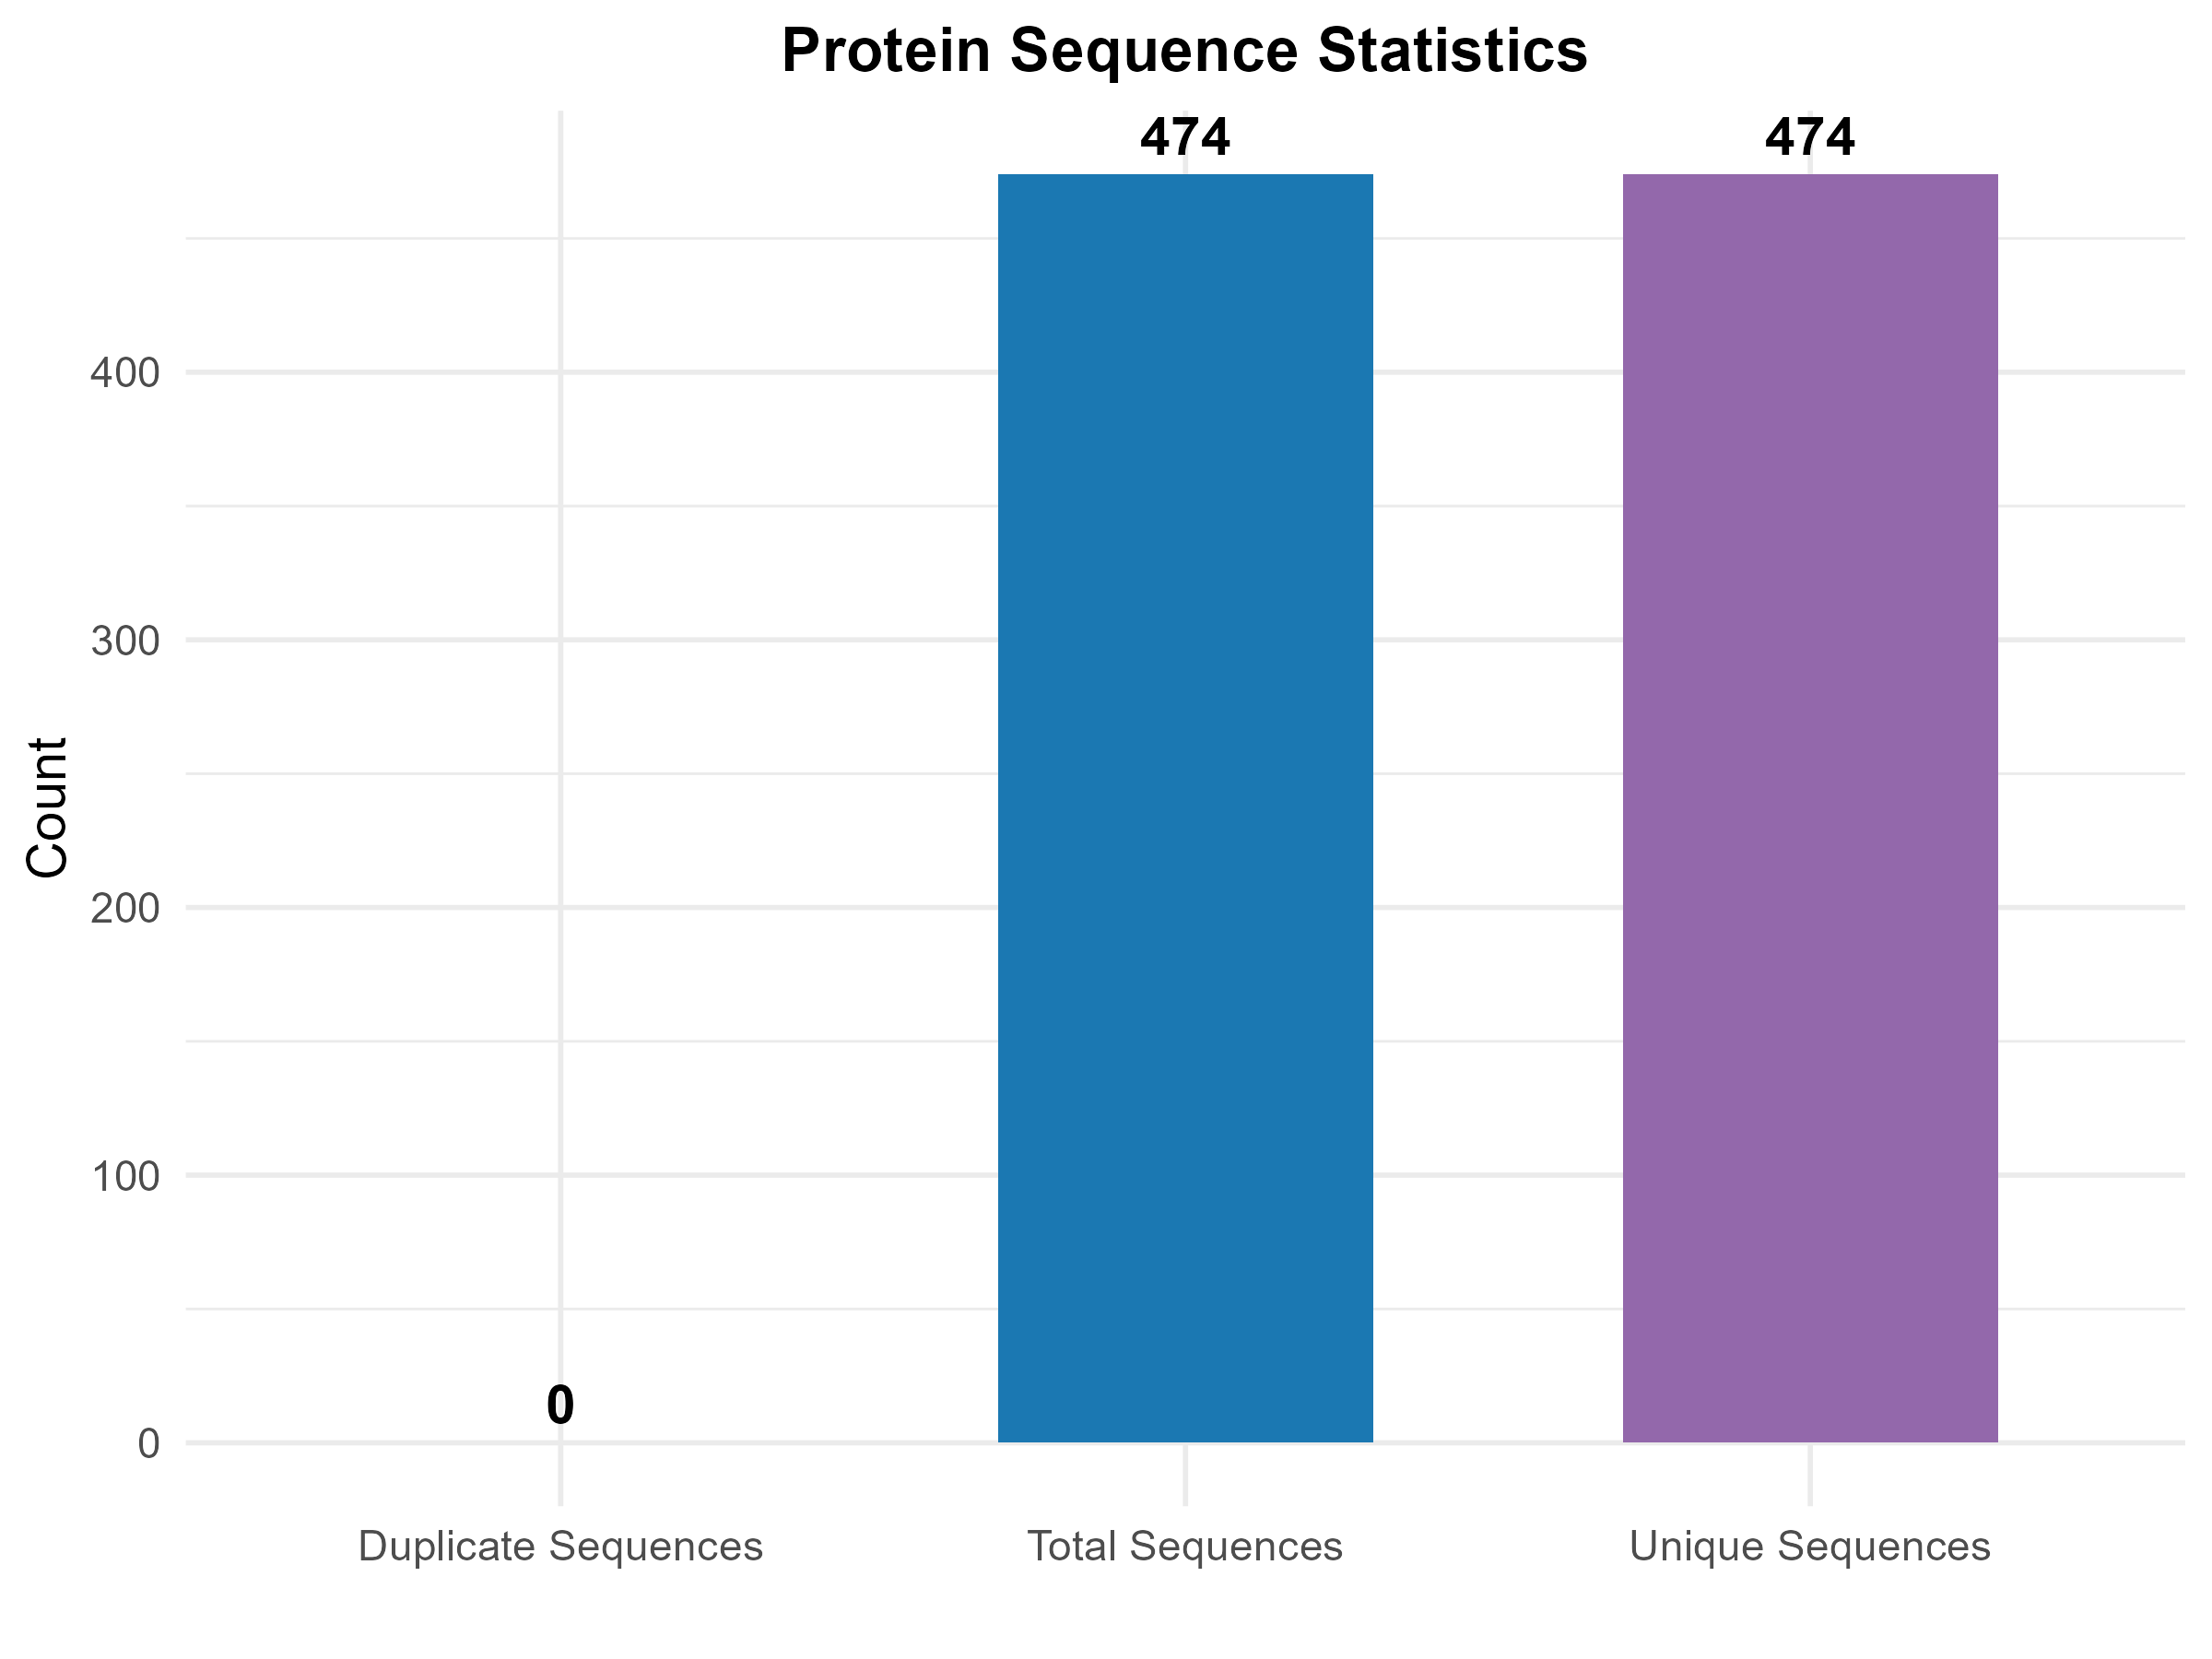 Protein Sequence Statistics
474 474
400
300
Count
200
100
0
0
Duplicate Sequences Total Sequences Unique Sequences